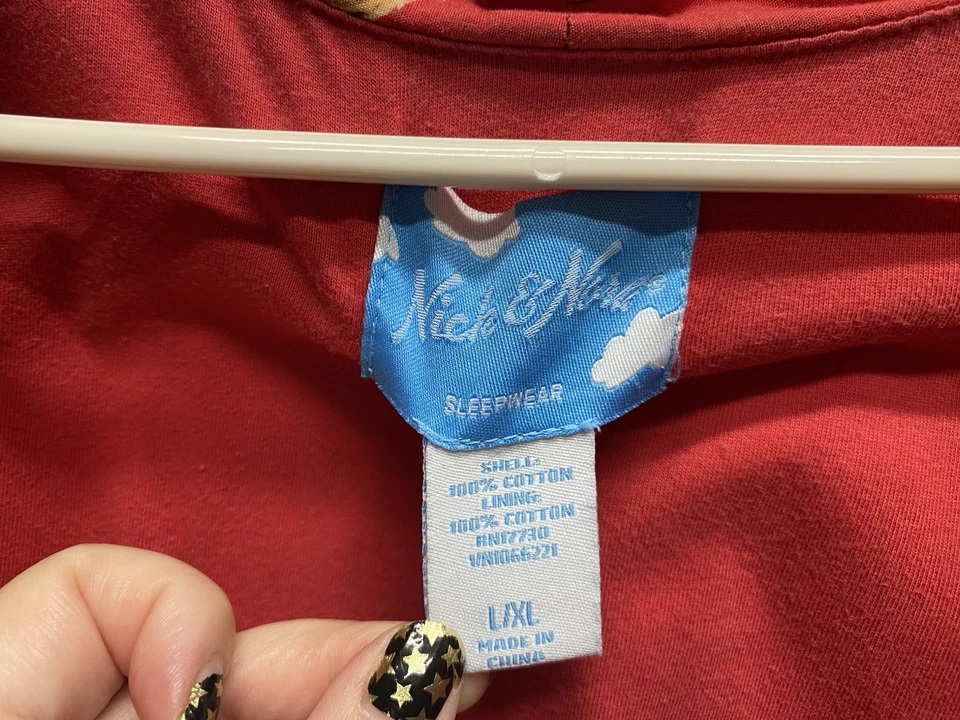 Nick & Nora®
SLEEPWEAR
SHELL:
100% COTTON
LINING:
100% COTTON
RN17730
VN1066221
L/XL
MADE IN
CHINA